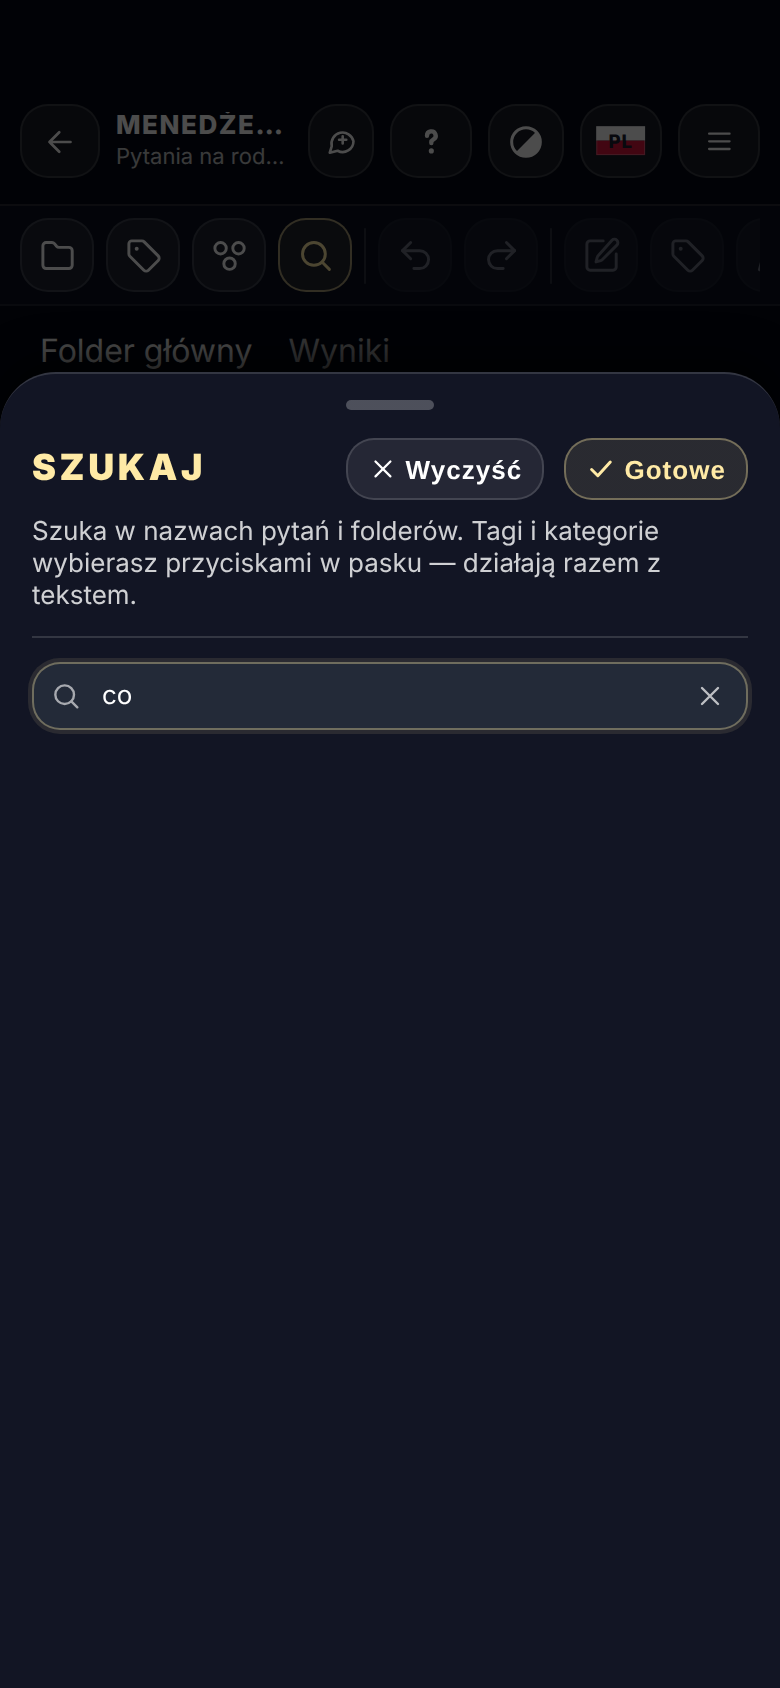 MENEDŻE...
Pytania na rod...
?
PL
Folder główny Wyniki
SZUKAJ
Wyczyść
Gotowe
Szuka w nazwach pytań i folderów. Tagi i kategorie
wybierasz przyciskami w pasku — działają razem z
tekstem.
co